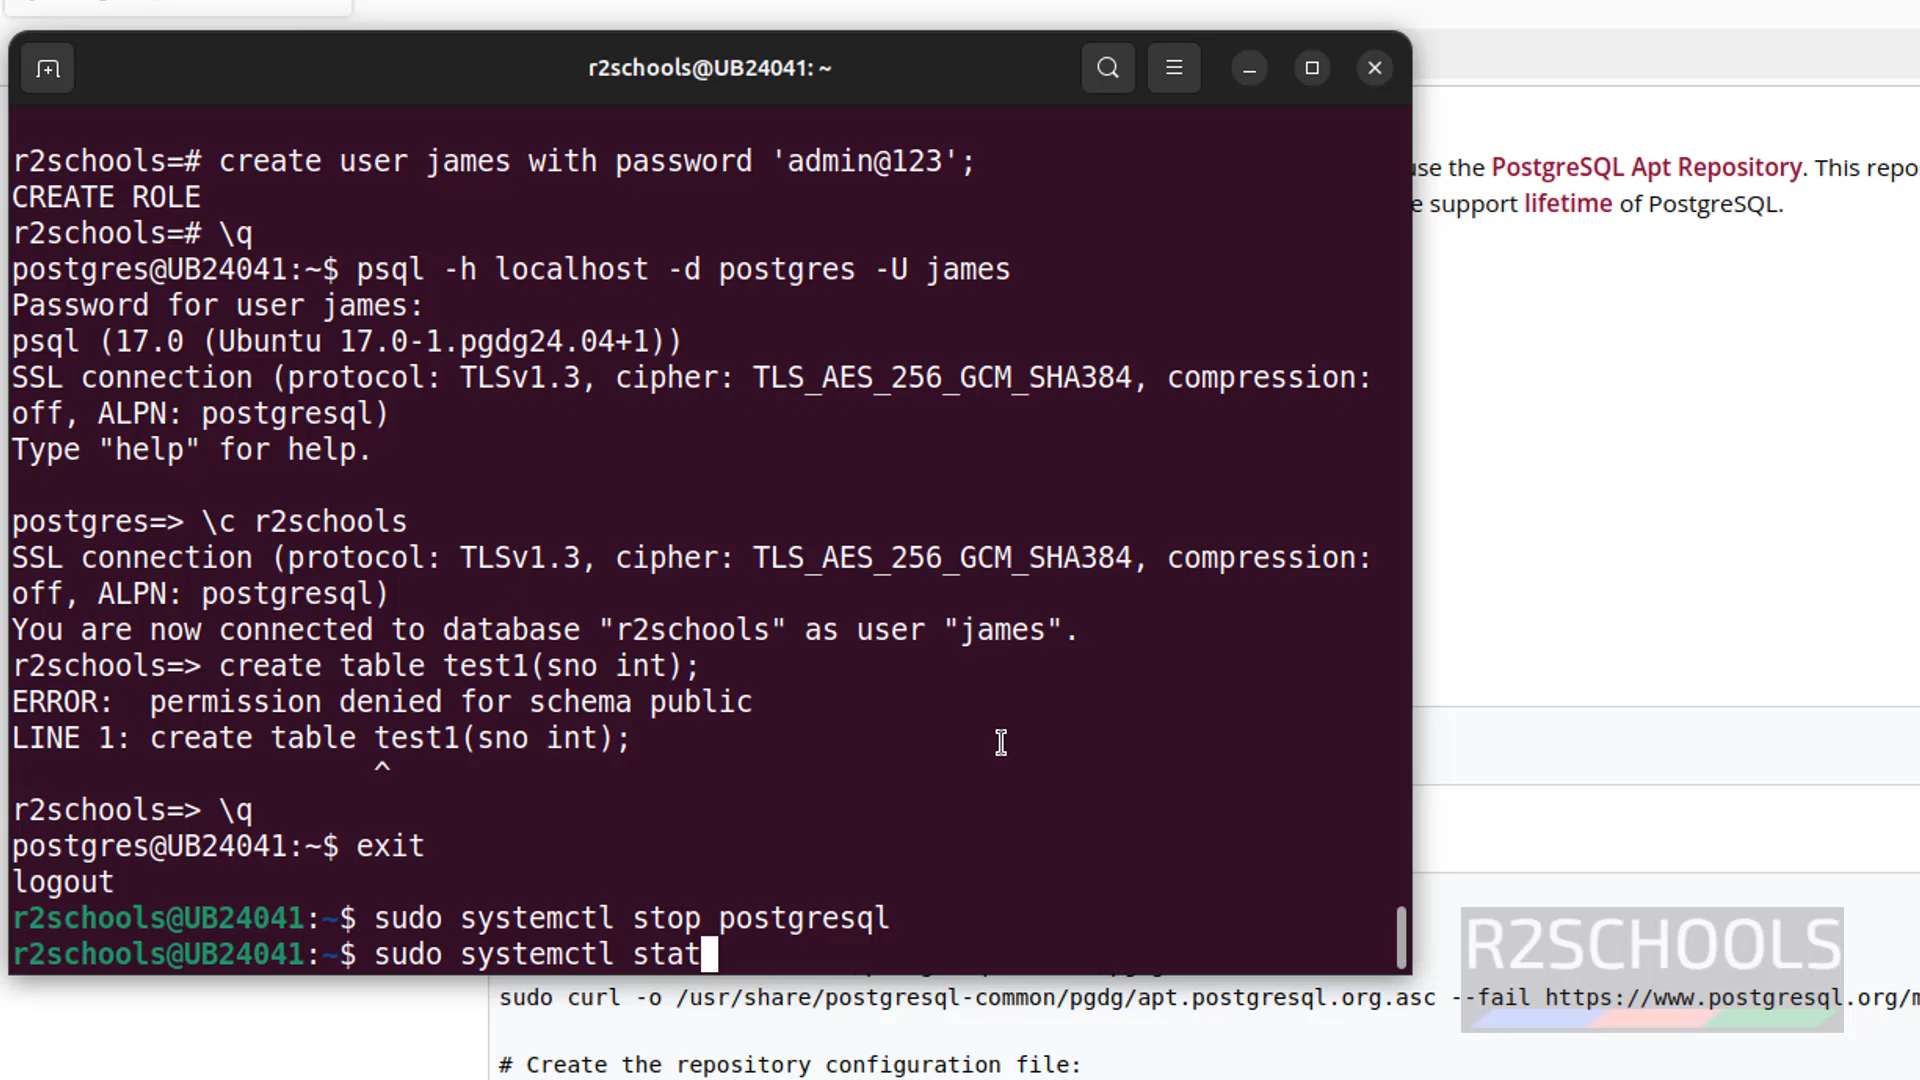 r2schools@UB24041: ~
r2schools=# create user james with password 'admin@123';
CREATE ROLE
r2schools=# \q
postgres@UB24041:~$ psql -h localhost -d postgres -U james
Password for user james:
psql (17.0 (Ubuntu 17.0-1.pgdg24.04+1))
SSL connection (protocol: TLSv1.3, cipher: TLS_AES_256_GCM_SHA384, compression:
off, ALPN: postgresql)
Type "help" for help.
postgres=> \c r2schools
SSL connection (protocol: TLSv1.3, cipher: TLS_AES_256_GCM_SHA384, compression:
off, ALPN: postgresql)
You are now connected to database "r2schools" as user "james".
r2schools=> create table test1(sno int);
ERROR:  permission denied for schema public
LINE 1: create table test1(sno int);
^
r2schools=> \q
postgres@UB24041:~$ exit
logout
r2schools@UB24041:~$ sudo systemctl stop postgresql
r2schools@UB24041:~$ sudo systemctl stat
use the PostgreSQL Apt Repository. This repo
e support lifetime of PostgreSQL.
R2SCHOOLS
sudo curl -o /usr/share/postgresql-common/pgdg/apt.postgresql.org.asc --fail https://www.postgresql.org/m
# Create the repository configuration file: